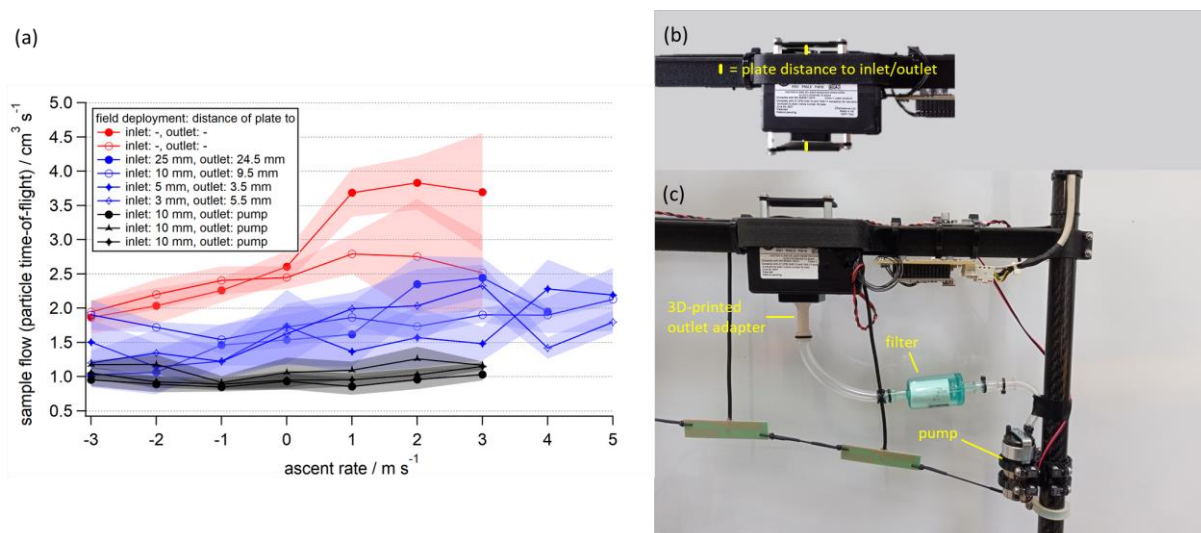 (a)
field deployment: distance of plate to
inlet: -, outlet: -
inlet: -, outlet: -
inlet: 25 mm, outlet: 24.5 mm
inlet: 10 mm, outlet: 9.5 mm
inlet: 5 mm, outlet: 3.5 mm
inlet: 3 mm, outlet: 5.5 mm
inlet: 10 mm, outlet: pump
inlet: 10 mm, outlet: pump
inlet: 10 mm, outlet: pump
sample flow (particle time-of-flight) / cm³ s⁻¹
5.0
4.5
4.0
3.5
3.0
2.5
2.0
1.5
1.0
0.5
-3 -2 -1 0 1 2 3 4 5
ascent rate / m s⁻¹
(b)
= plate distance to inlet/outlet
(c)
3D-printed
outlet adapter
filter
pump